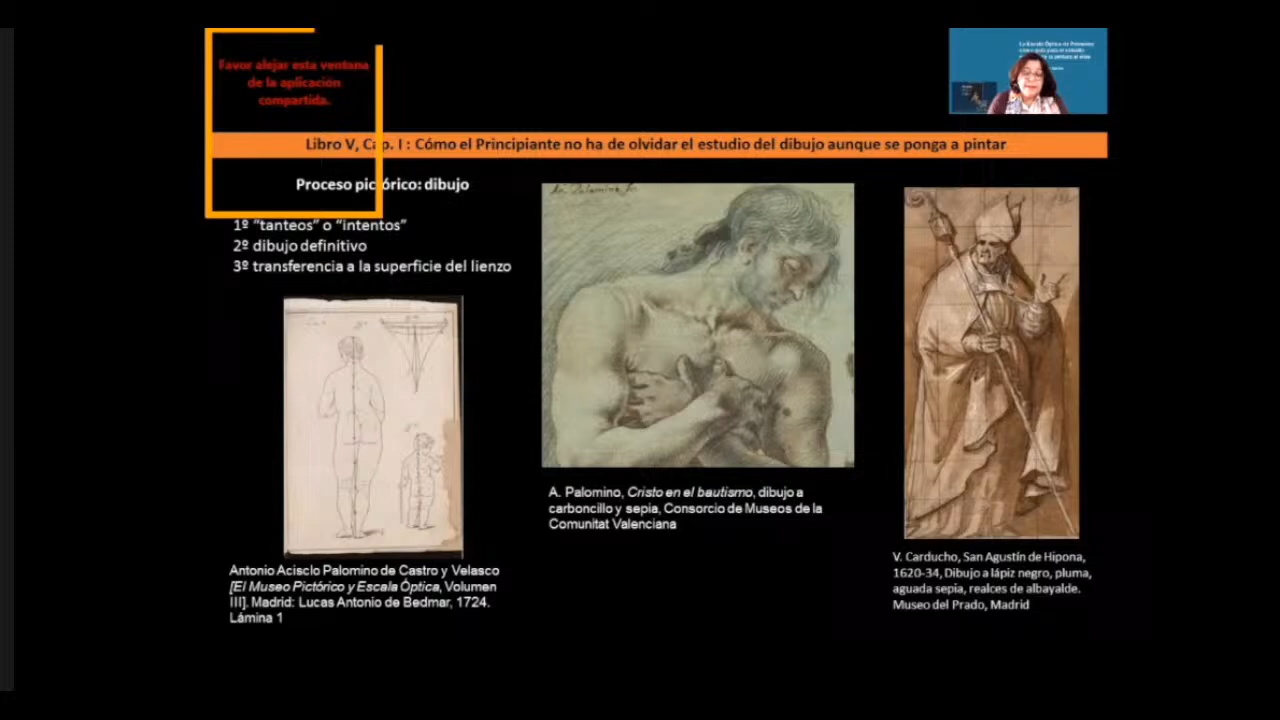 Favor alejar esta ventana
de la aplicación
compartida.
Libro V, Cap. I : Cómo el Principiante no ha de olvidar el estudio del dibujo aunque se ponga a pintar
Proceso pictórico: dibujo
1º “tanteos” o “intentos”
2º dibujo definitivo
3º transferencia a la superficie del lienzo
Antonio Acisclo Palomino de Castro y Velasco
[El Museo Pictórico y Escala Óptica, Volumen
III]. Madrid: Lucas Antonio de Bedmar, 1724.
Lámina 1
A. Palomino, Cristo en el bautismo, dibujo a
carboncillo y sepia, Consorcio de Museos de la
Comunitat Valenciana
V. Carducho, San Agustín de Hipona,
1620-34, Dibujo a lápiz negro, pluma,
aguada sepia, realces de albayalde.
Museo del Prado, Madrid